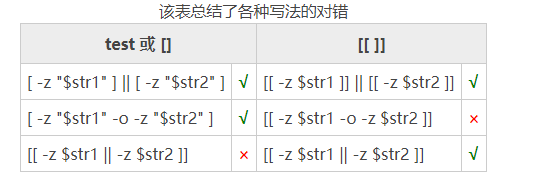 该表总结了各种写法的对错
test 或 [] [[ ]]
[ -z "$str1" ] || [ -z "$str2" ] √ [[ -z $str1 ]] || [[ -z $str2 ]] √
[ -z "$str1" -o -z "$str2" ] √ [[ -z $str1 -o -z $str2 ]] ×
[[ -z $str1 || -z $str2 ]] × [[ -z $str1 || -z $str2 ]] √